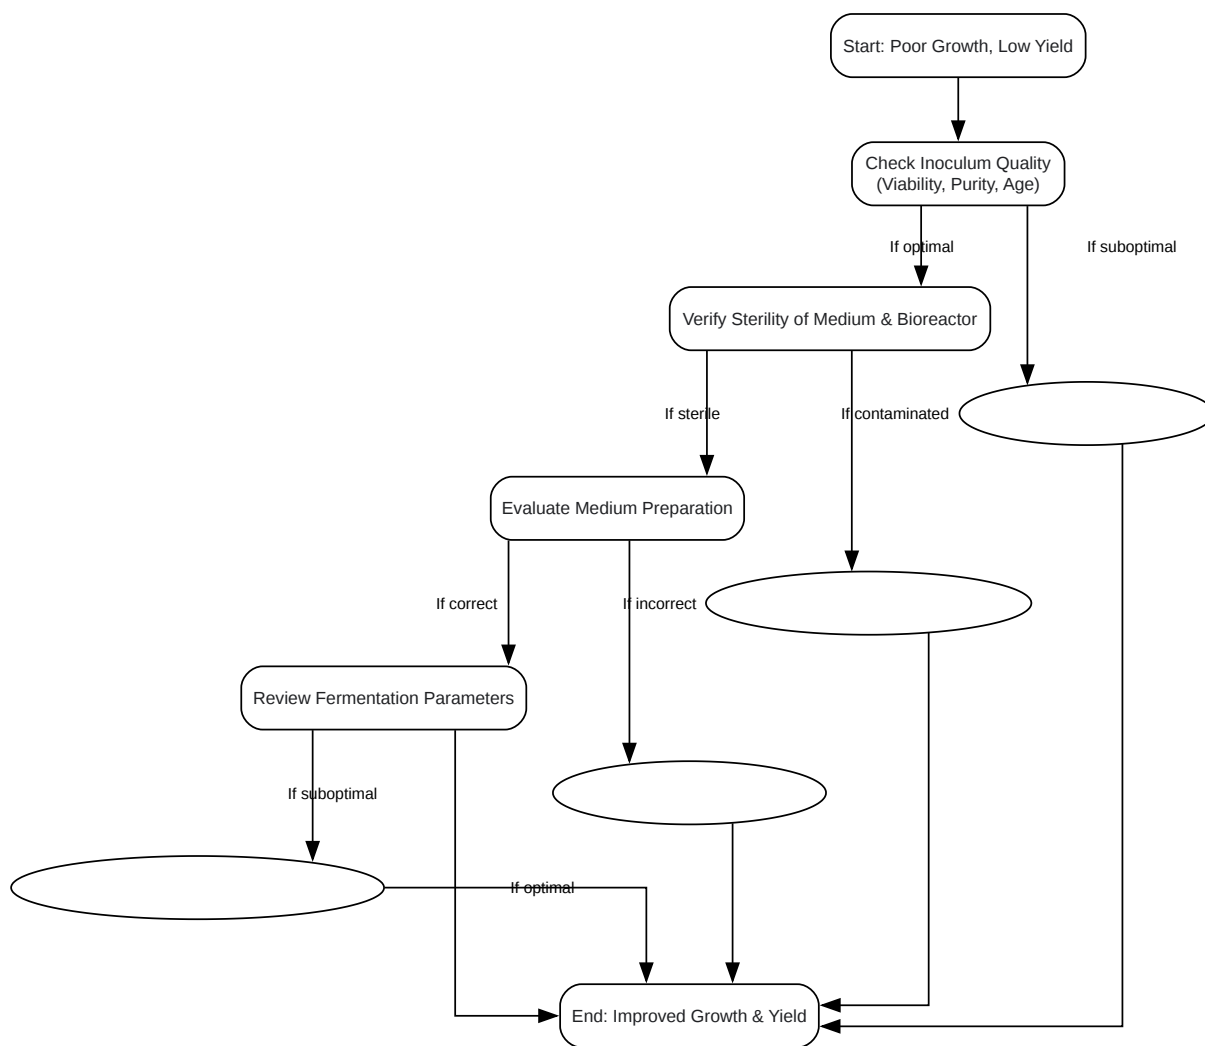 Start: Poor Growth, Low Yield
Check Inoculum Quality
(Viability, Purity, Age)
If optimal
If suboptimal
Verify Sterility of Medium & Bioreactor
If sterile
If contaminated
Evaluate Medium Preparation
If correct
If incorrect
Review Fermentation Parameters
If suboptimal
If optimal
End: Improved Growth & Yield